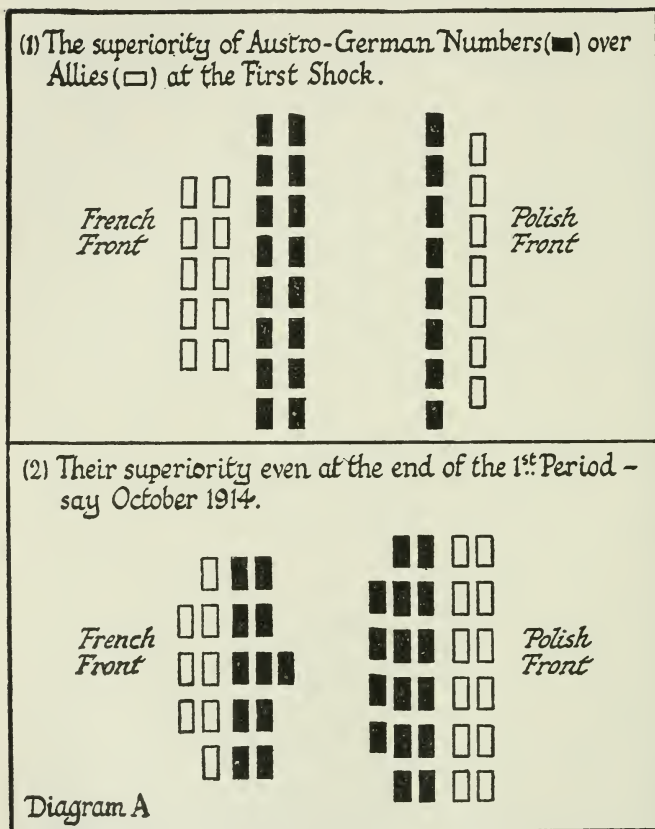 (1) The superiority of Austro-German Numbers(■) over
Allies(▭) at the First Shock.
French
Front
Polish
Front
(2) Their superiority even at the end of the 1st Period –
say October 1914.
French
Front
Polish
Front
Diagram A